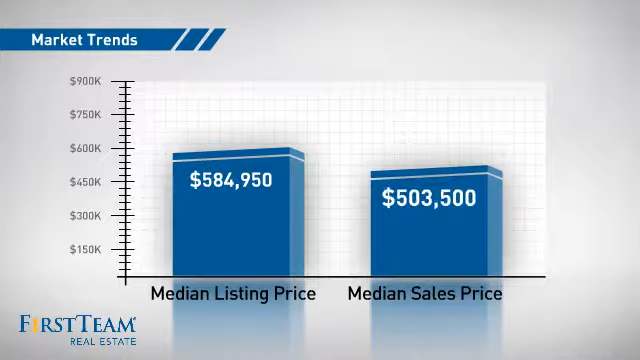 Market Trends
$900K
$750K
$600K
$450K
$300K
$150K
$584,950
$503,500
Median Listing Price
Median Sales Price
FIRSTTEAM®
REAL ESTATE